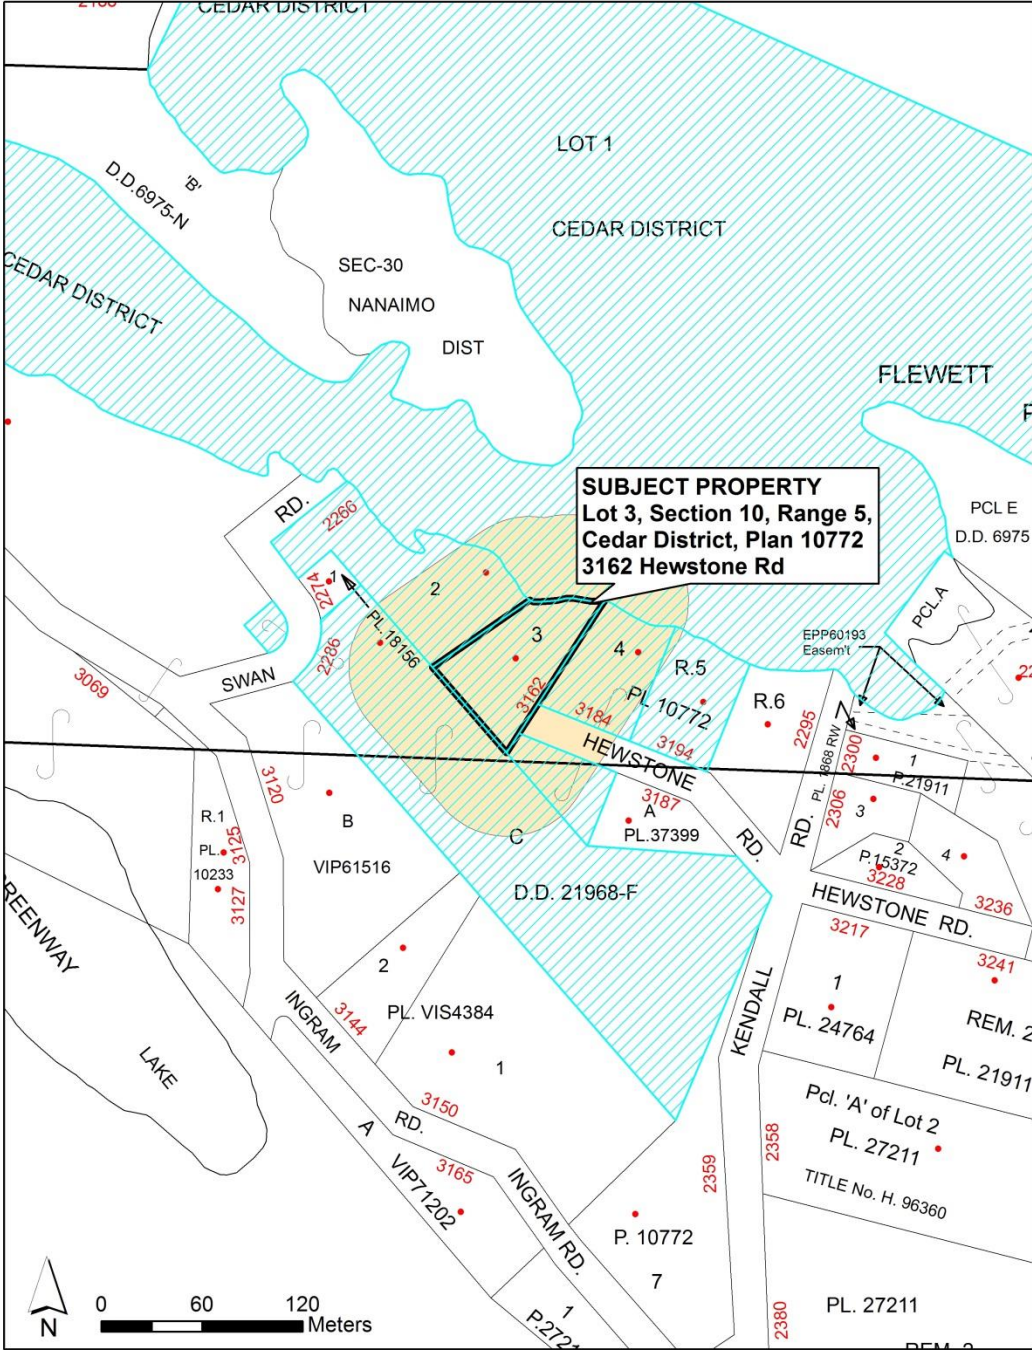 CEDAR DISTRICT
LOT 1
'B'
D.D.6975-N
CEDAR DISTRICT
SEC-30
NANAIMO
DIST
CEDAR DISTRICT
FLEWETT
SUBJECT PROPERTY
Lot 3, Section 10, Range 5,
Cedar District, Plan 10772
3162 Hewstone Rd
PCL E
D.D. 6975
RD.
2266
1
2274
PL.18156
2286
2
3
4
3162
3184
R.5
PL 10772
3194
R.6
PCL.A
EPP60193
Easem't
2295
SWAN
3069
HEWSTONE
RD.
3187
A
PL.37399
2300
2306
RD.
1
P.21911
3
2
P.15372
3228
4
3236
HEWSTONE RD.
3120
B
VIP61516
R.1
PL.
10233
3125
3127
C
D.D. 21968-F
3217
1
PL. 24764
3241
REM. 2
PL. 21911
GREENWAY
LAKE
2
PL. VIS4384
3144
INGRAM
RD.
1
3150
KENDALL
Pcl. 'A' of Lot 2
PL. 27211
TITLE No. H. 96360
2358
2359
A
VIP71202
3165
INGRAM RD.
P. 10772
7
1
2380
PL. 27211
N
0 60 120
Meters